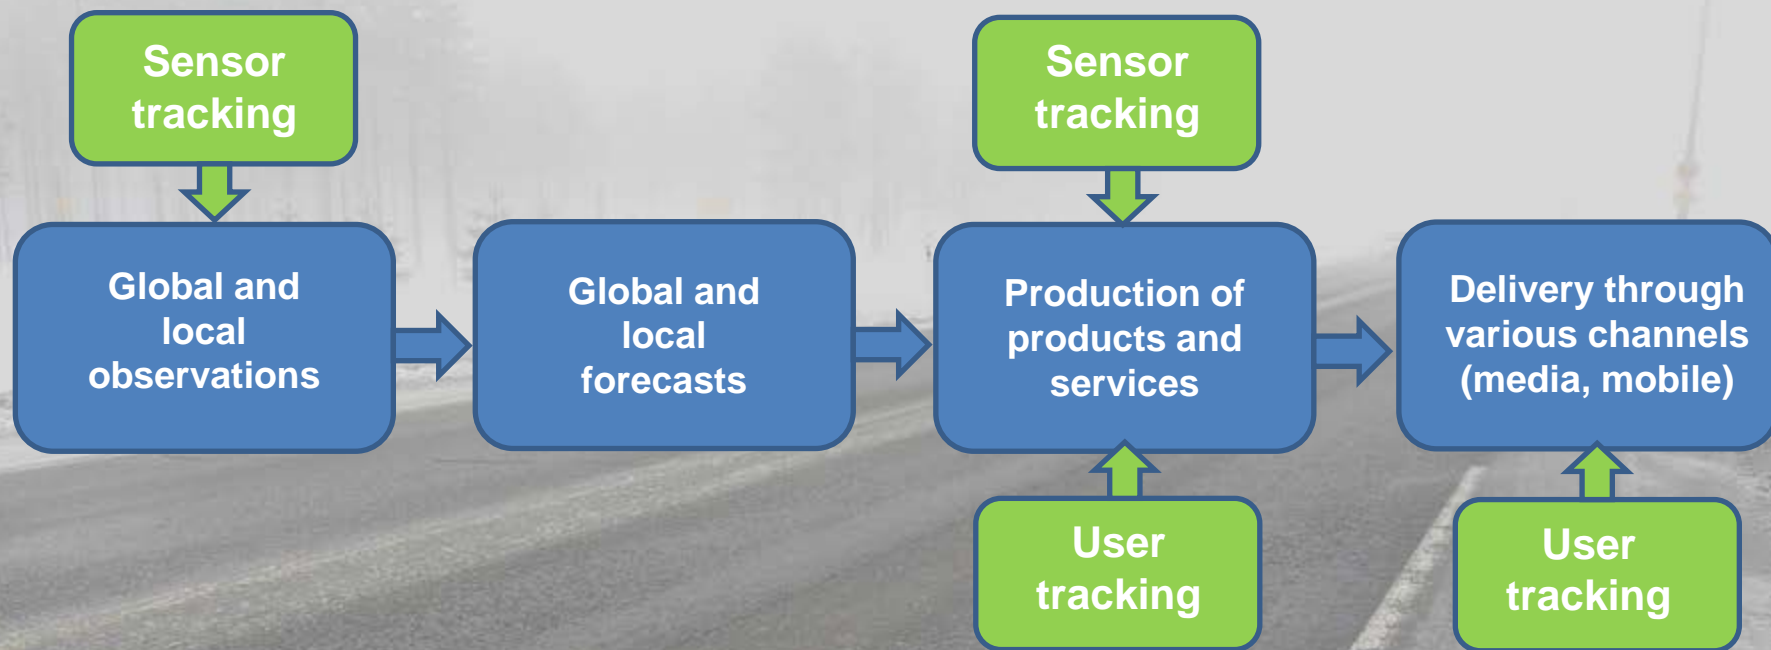 Sensor
tracking
Sensor
tracking
Global and
local
observations
Global and
local
forecasts
Production of
products and
services
Delivery through
various channels
(media, mobile)
User
tracking
User
tracking